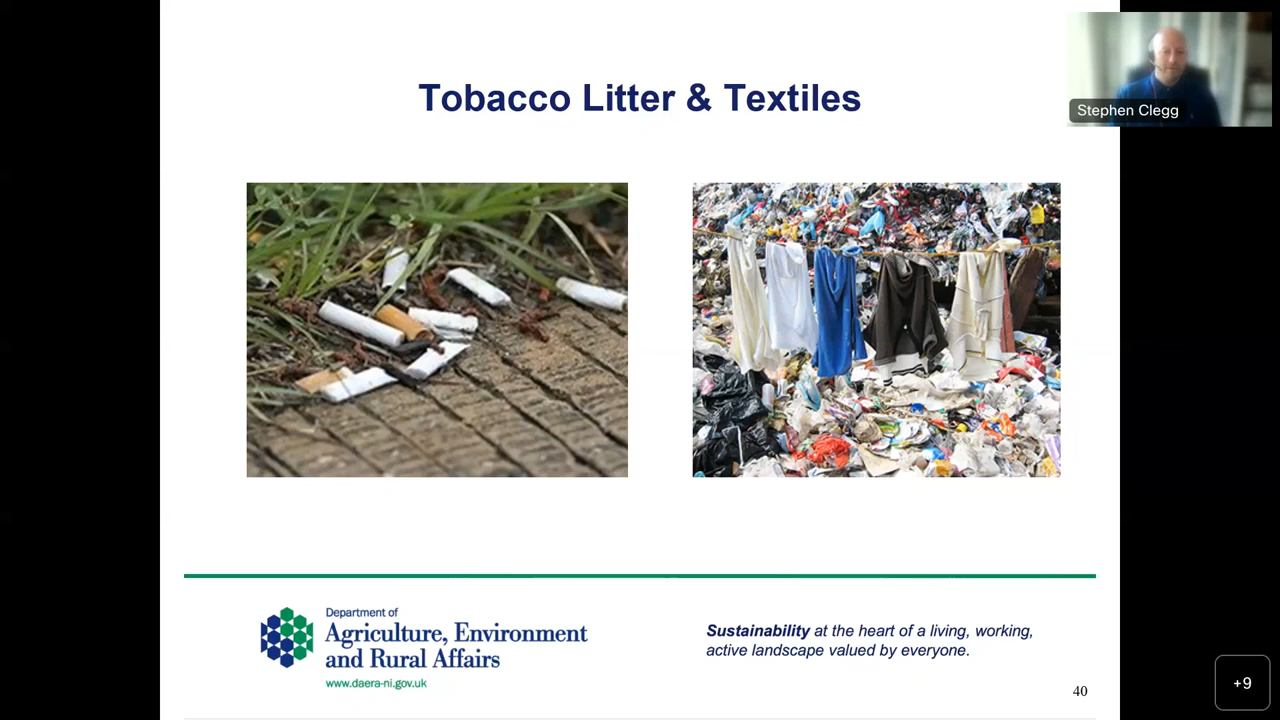 Tobacco Litter & Textiles
Stephen Clegg
Department of
Agriculture, Environment
and Rural Affairs
www.daera-ni.gov.uk
Sustainability at the heart of a living, working,
active landscape valued by everyone.
40
+9